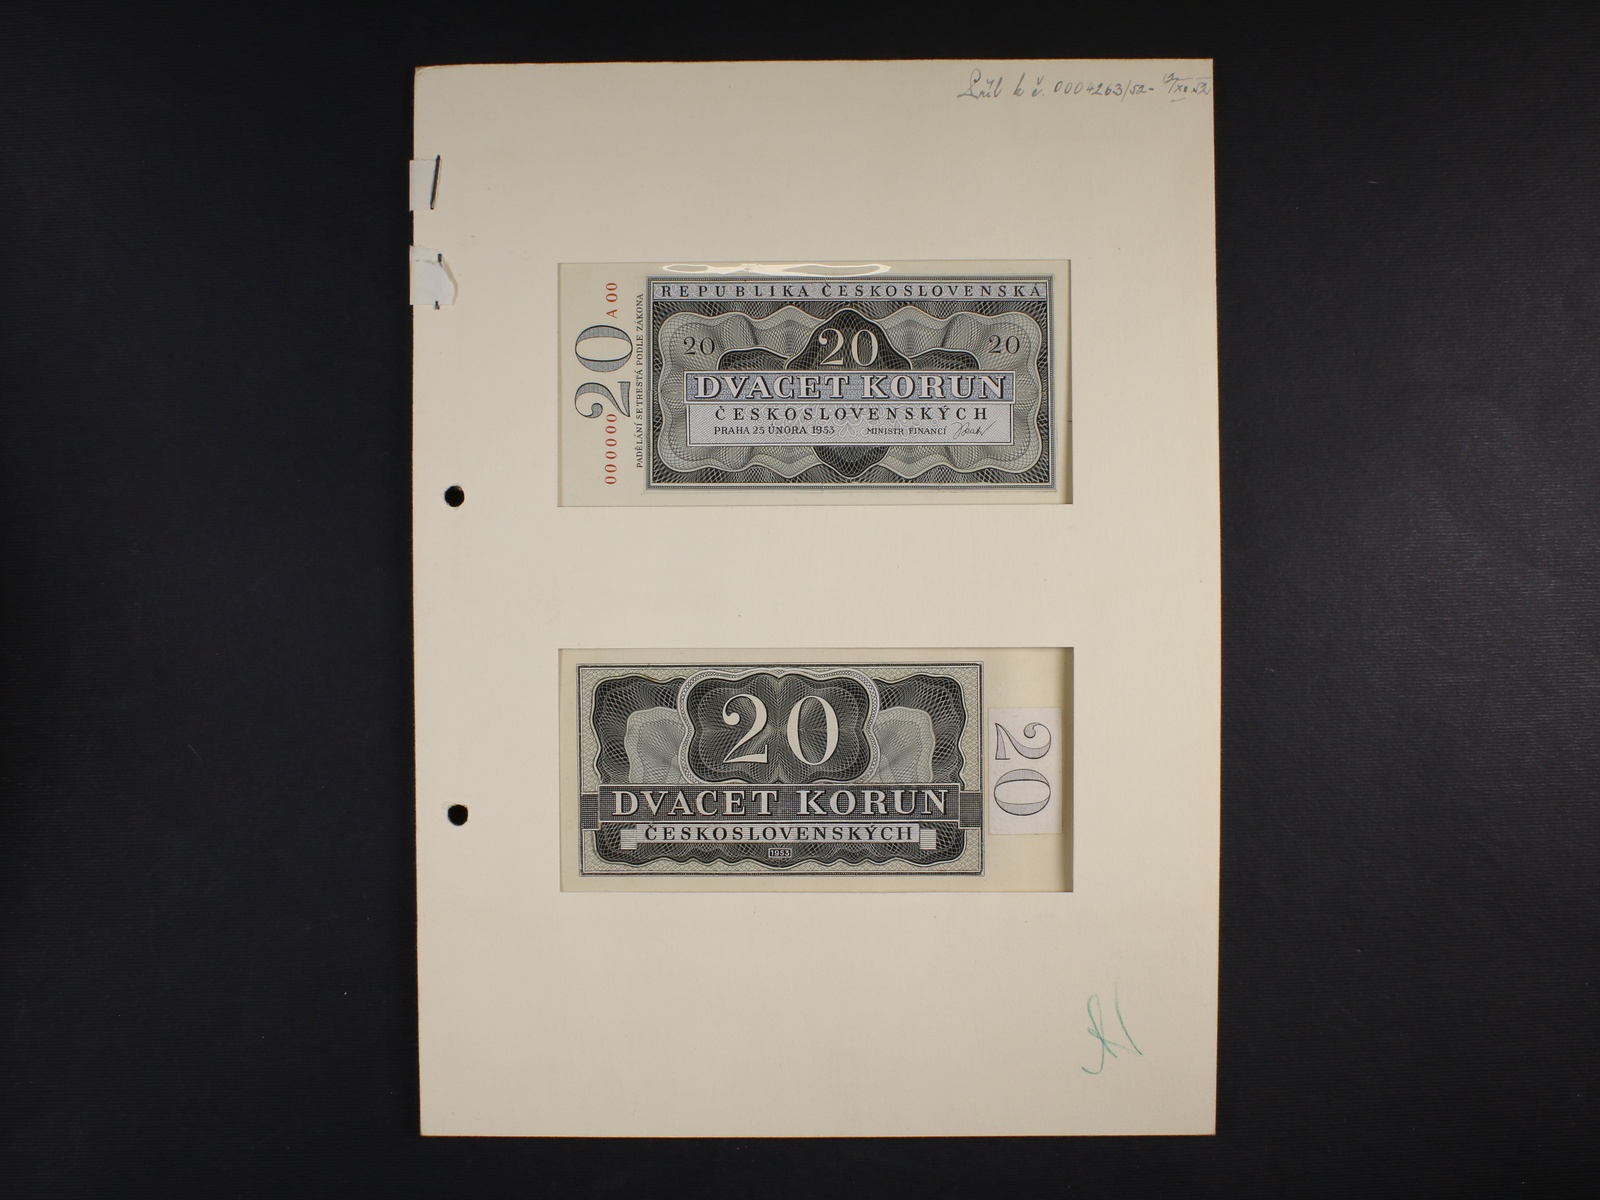 k č. 0004263/52-
REPUBLIKA ČESKOSLOVENSKÁ
20 20 20
DVACET KORUN
ČESKOSLOVENSKÝCH
PRAHA 25 ÚNORA 1953 MINISTR FINANCÍ
000000 A 00
20
PADĚLÁNÍ SE TRESTÁ PODLE ZÁKONA
20
DVACET KORUN
ČESKOSLOVENSKÝCH
1953
20